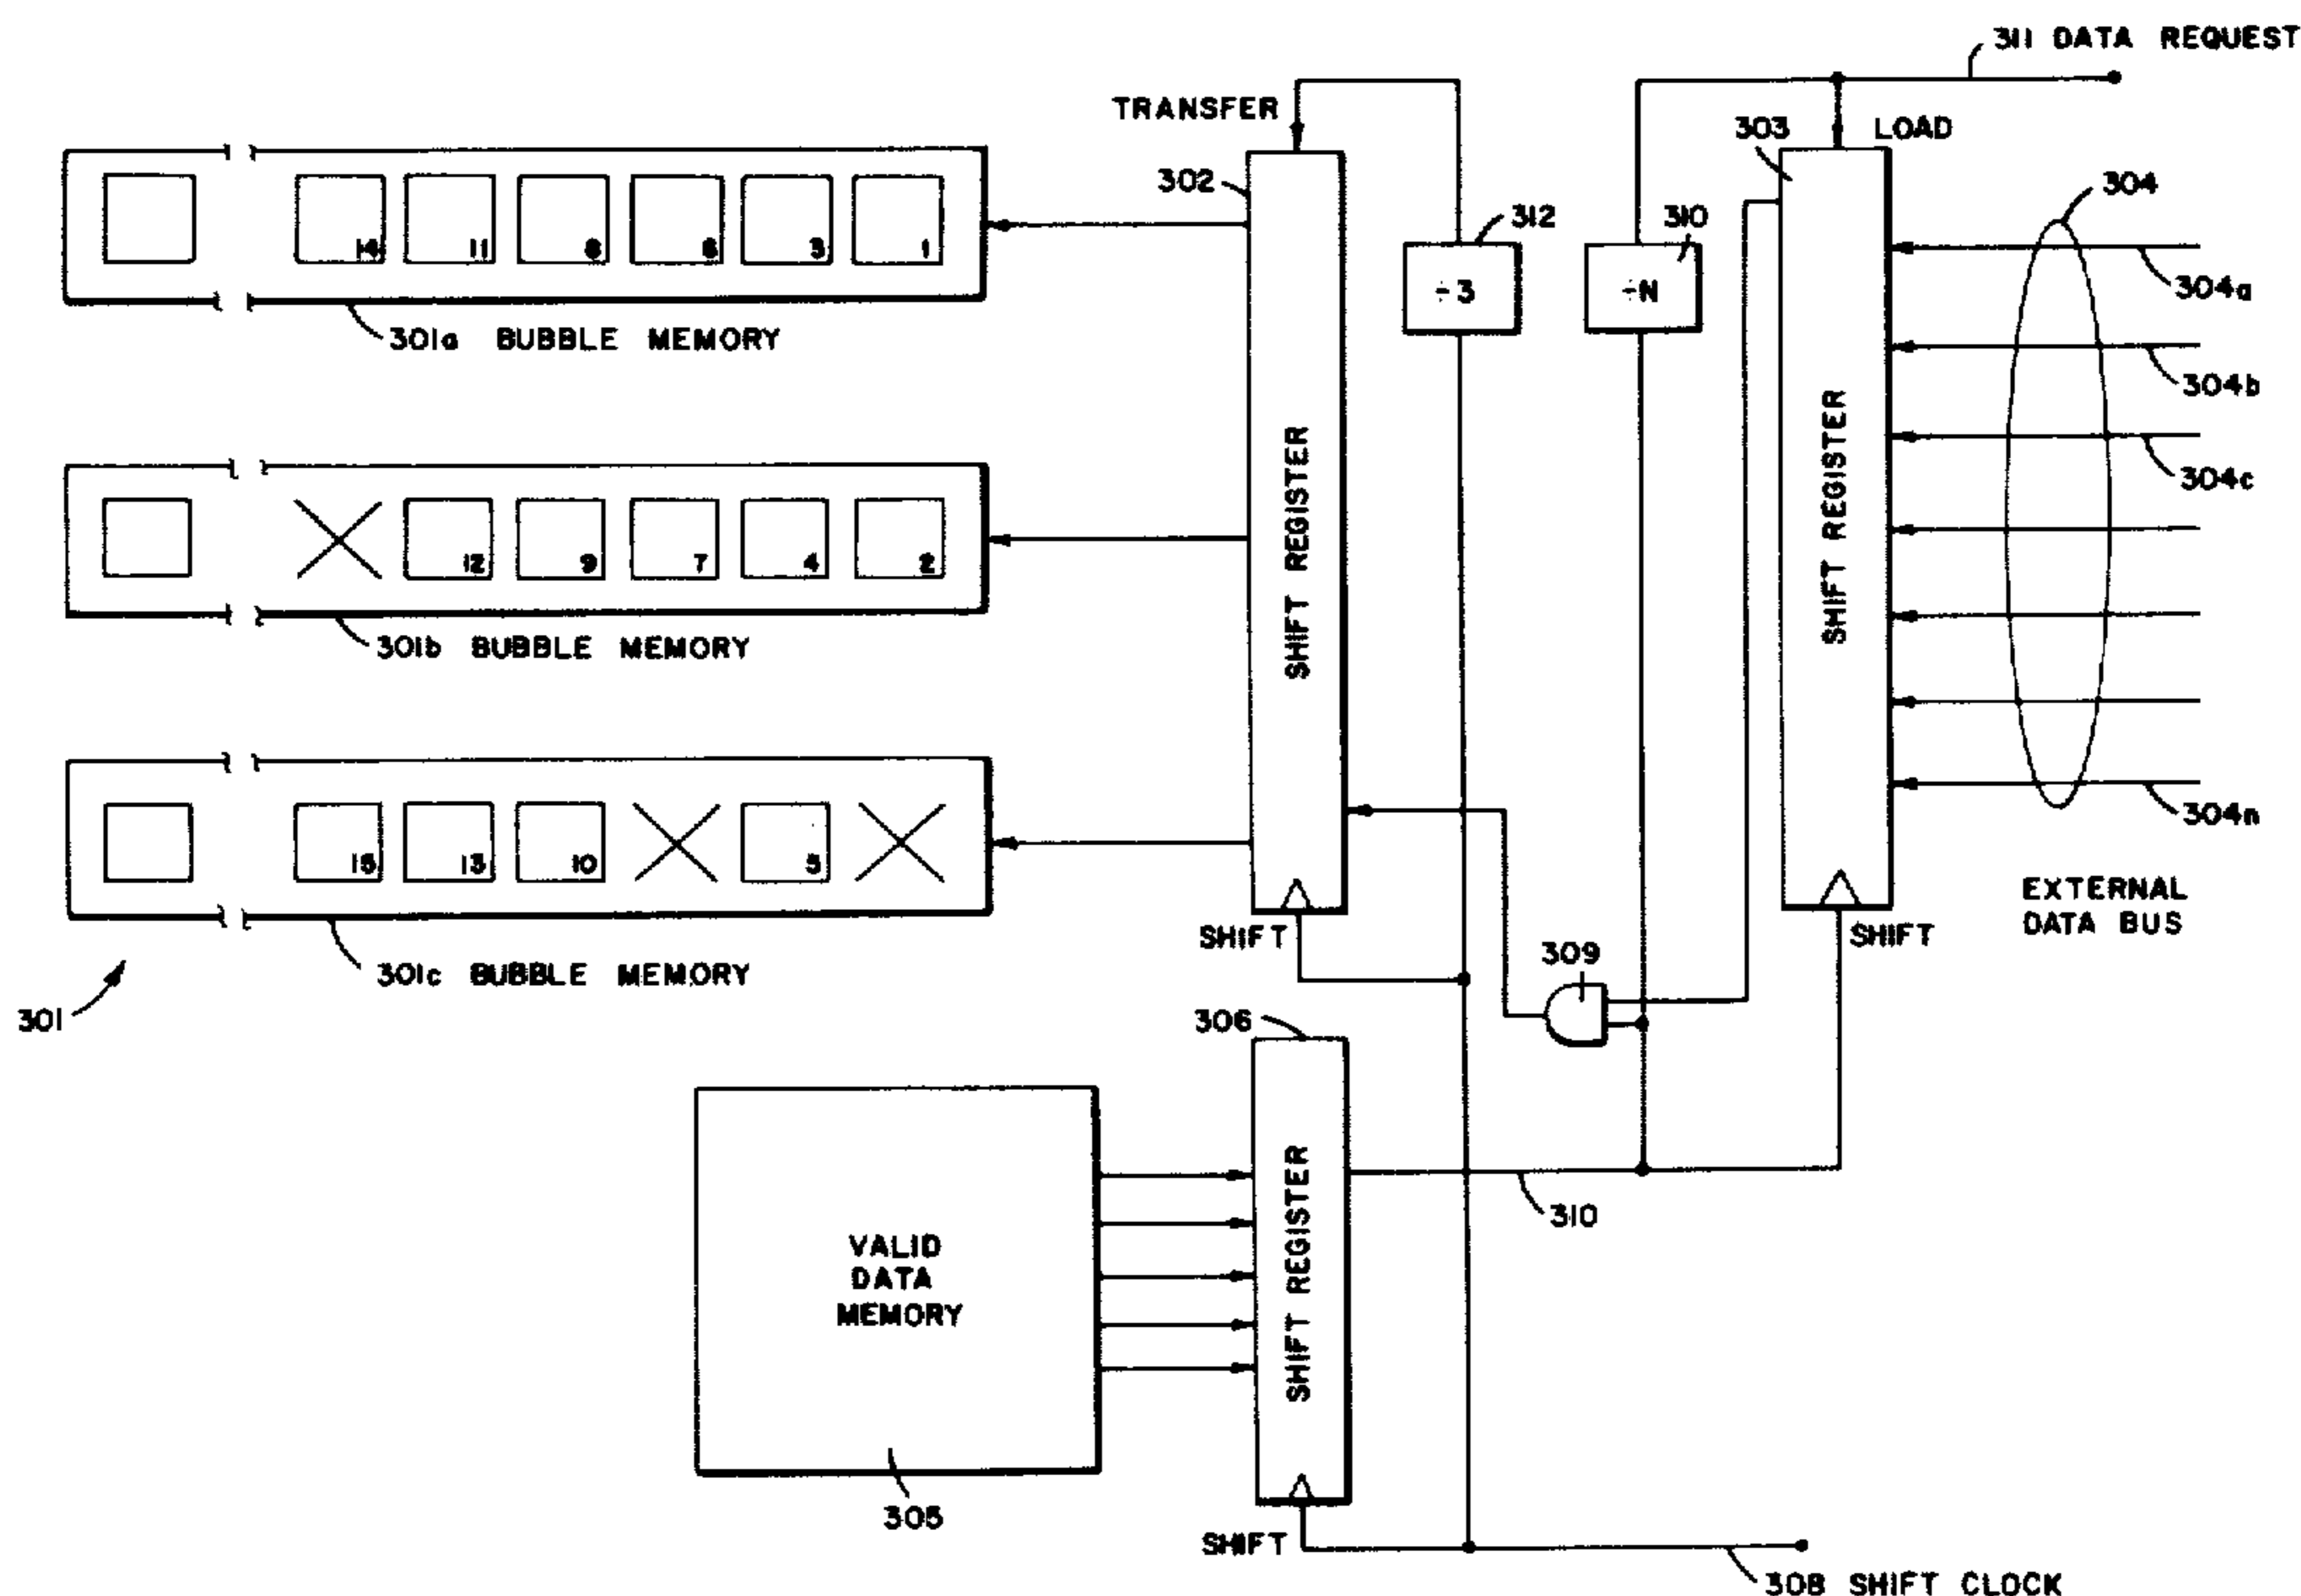 311 DATA REQUEST
TRANSFER
303
LOAD
302
304
312
310
14
11
8
6
3
1
÷3
÷N
304a
301a BUBBLE MEMORY
304b
SHIFT REGISTER
SHIFT REGISTER
304c
12
9
7
4
2
301b BUBBLE MEMORY
304n
15
13
10
5
EXTERNAL
DATA BUS
SHIFT
SHIFT
309
301c BUBBLE MEMORY
301
306
SHIFT REGISTER
310
VALID
DATA
MEMORY
305
SHIFT
308 SHIFT CLOCK